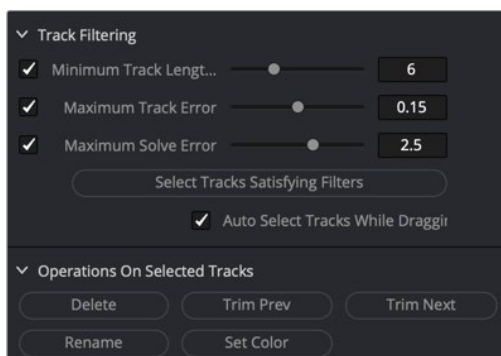 Track Filtering
Minimum Track Lengt... 6
Maximum Track Error 0.15
Maximum Solve Error 2.5
Select Tracks Satisfying Filters
Auto Select Tracks While Draggin
Operations On Selected Tracks
Delete Trim Prev Trim Next
Rename Set Color